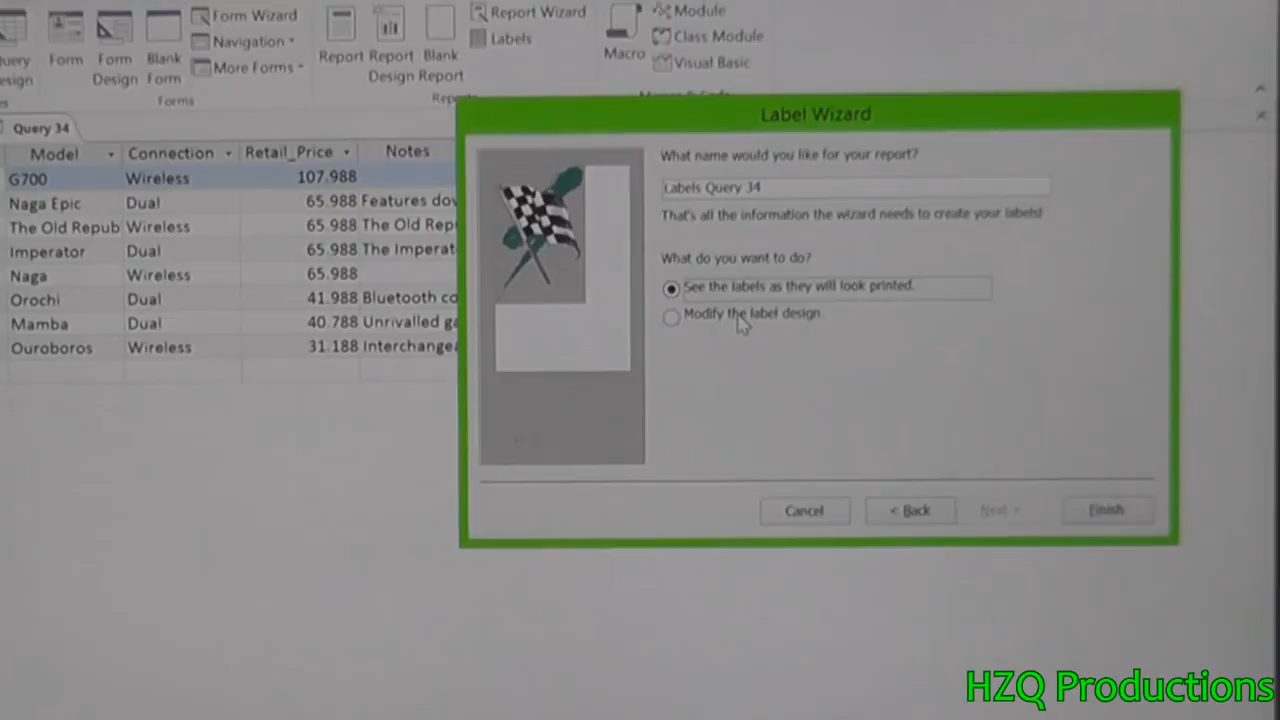 Form Wizard
Report Wizard
Module
Navigation
Labels
Class Module
Query
Design
Form
Form
Design
Blank
Form
More Forms
Report
Report
Design
Blank
Report
Macro
Visual Basic
Forms
Query 34
Label Wizard
Model Connection Retail_Price Notes
G700 Wireless 107.988
Naga Epic Dual 65.988 Features dov
The Old Repub Wireless 65.988 The Old Rep
Imperator Dual 65.988 The Imperat
Naga Wireless 65.988
Orochi Dual 41.988 Bluetooth co
Mamba Dual 40.788 Unrivalled ga
Ouroboros Wireless 31.188 Interchange
What name would you like for your report?
Labels Query 34
That's all the information the wizard needs to create your labels!
What do you want to do?
See the labels as they will look printed.
Modify the label design.
Cancel < Back Next > Finish
HZQ Productions